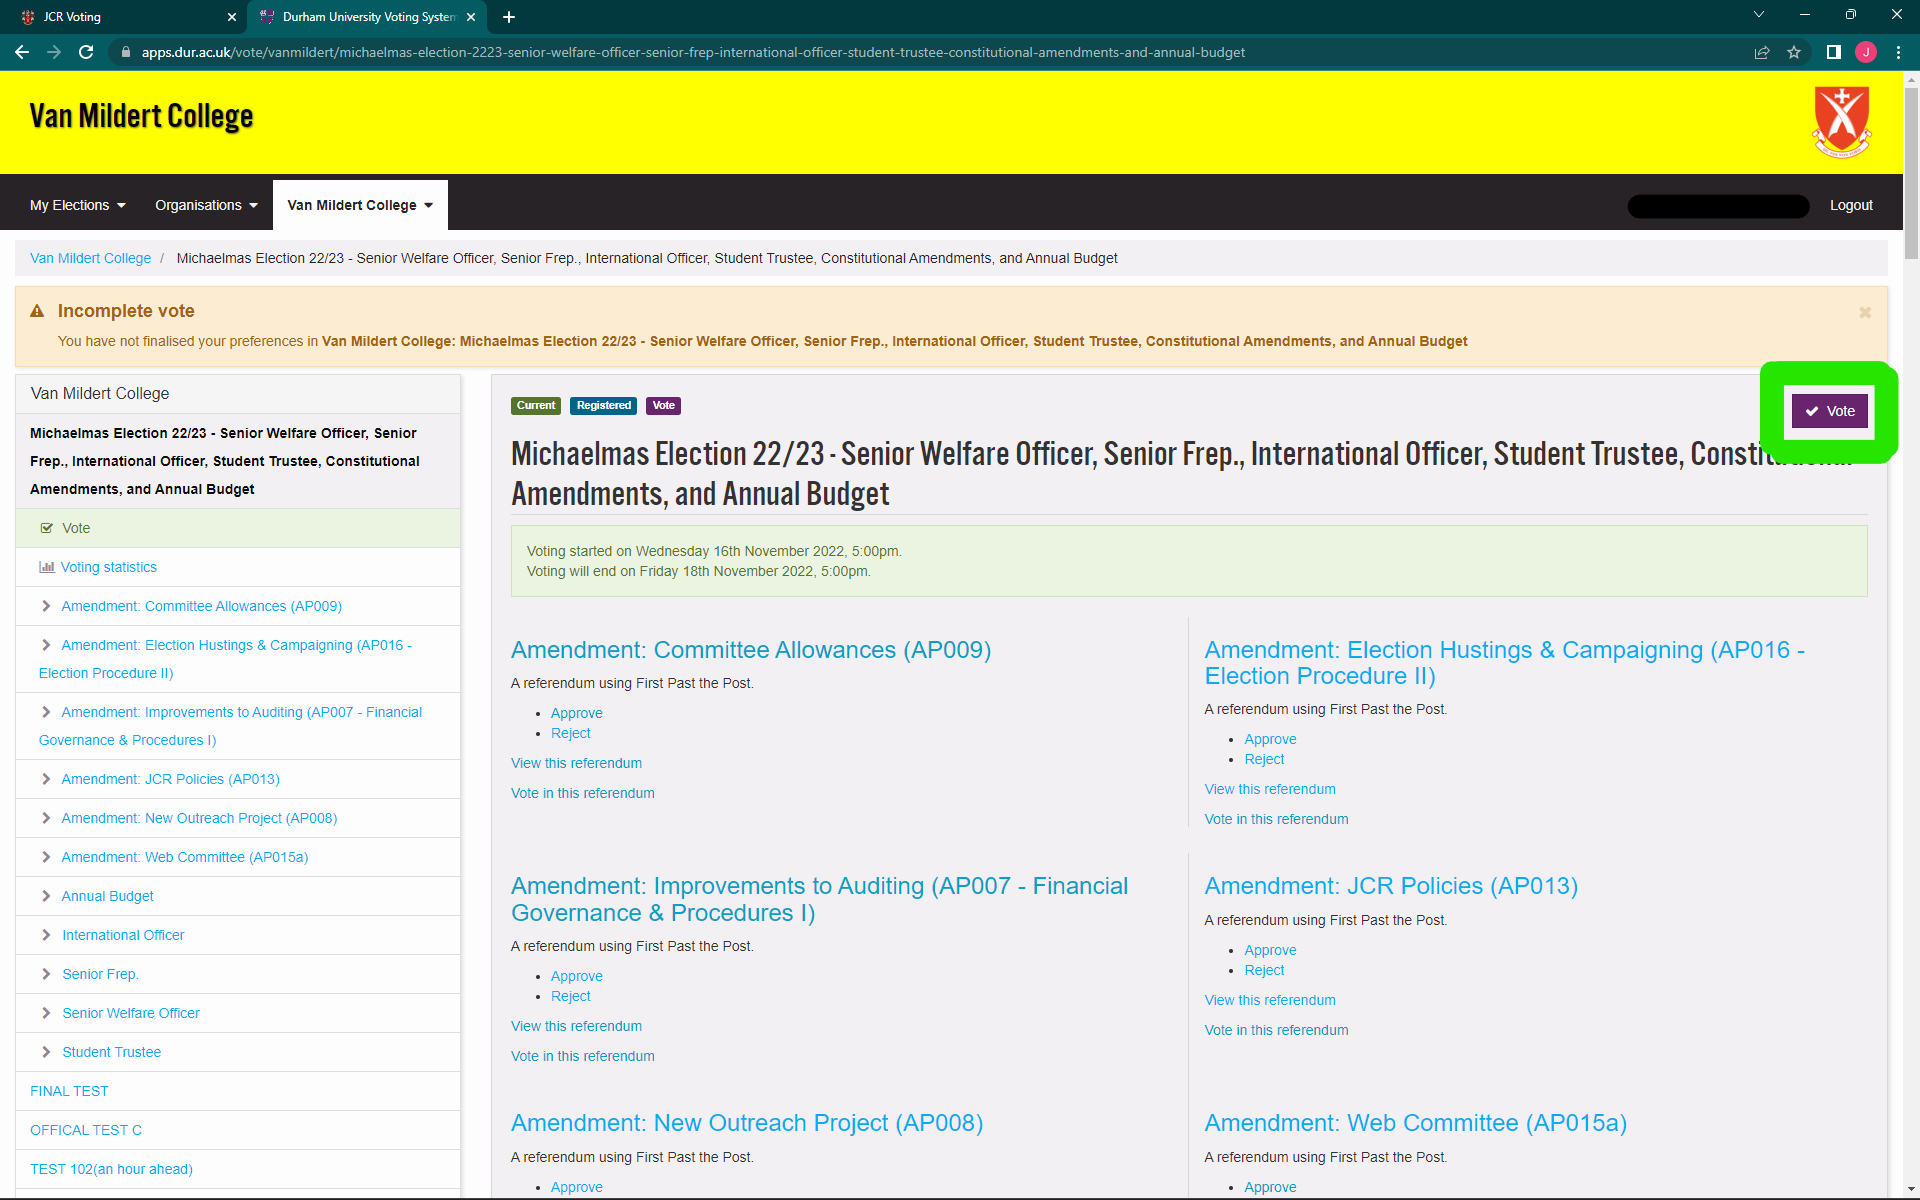 JCR Voting
Durham University Voting System
apps.dur.ac.uk/vote/vanmildert/michaelmas-election-2223-senior-welfare-officer-senior-frep-international-officer-student-trustee-constitutional-amendments-and-annual-budget
J
Van Mildert College
My Elections
Organisations
Van Mildert College
Logout
Van Mildert College / Michaelmas Election 22/23 - Senior Welfare Officer, Senior Frep., International Officer, Student Trustee, Constitutional Amendments, and Annual Budget
Incomplete vote
You have not finalised your preferences in Van Mildert College: Michaelmas Election 22/23 - Senior Welfare Officer, Senior Frep., International Officer, Student Trustee, Constitutional Amendments, and Annual Budget
Van Mildert College
Michaelmas Election 22/23 - Senior Welfare Officer, Senior
Frep., International Officer, Student Trustee, Constitutional
Amendments, and Annual Budget
Vote
Voting statistics
Amendment: Committee Allowances (AP009)
Amendment: Election Hustings & Campaigning (AP016 -
Election Procedure II)
Amendment: Improvements to Auditing (AP007 - Financial
Governance & Procedures I)
Amendment: JCR Policies (AP013)
Amendment: New Outreach Project (AP008)
Amendment: Web Committee (AP015a)
Annual Budget
International Officer
Senior Frep.
Senior Welfare Officer
Student Trustee
FINAL TEST
OFFICAL TEST C
TEST 102(an hour ahead)
Current Registered Vote
Vote
Michaelmas Election 22/23 - Senior Welfare Officer, Senior Frep., International Officer, Student Trustee,
Amendments, and Annual Budget
Voting started on Wednesday 16th November 2022, 5:00pm.
Voting will end on Friday 18th November 2022, 5:00pm.
Amendment: Committee Allowances (AP009)
A referendum using First Past the Post.
Approve
Reject
View this referendum
Vote in this referendum
Amendment: Election Hustings & Campaigning (AP016 -
Election Procedure II)
A referendum using First Past the Post.
Approve
Reject
View this referendum
Vote in this referendum
Amendment: Improvements to Auditing (AP007 - Financial
Governance & Procedures I)
A referendum using First Past the Post.
Approve
Reject
View this referendum
Vote in this referendum
Amendment: JCR Policies (AP013)
A referendum using First Past the Post.
Approve
Reject
View this referendum
Vote in this referendum
Amendment: New Outreach Project (AP008)
A referendum using First Past the Post.
Approve
Amendment: Web Committee (AP015a)
A referendum using First Past the Post.
Approve